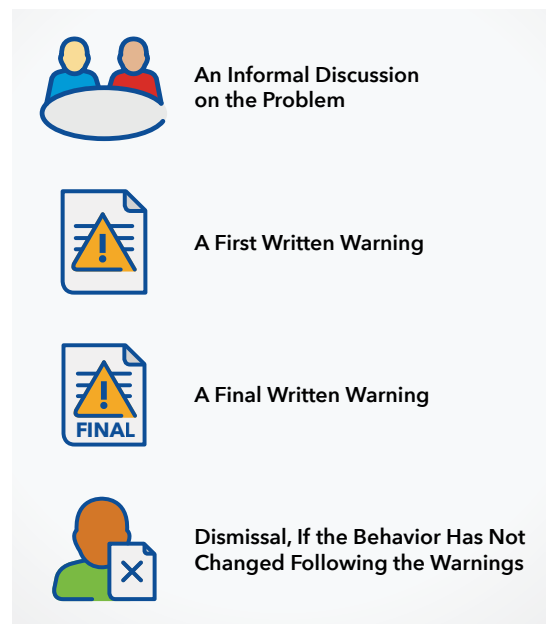 An Informal Discussion
on the Problem
A First Written Warning
A Final Written Warning
FINAL
Dismissal, If the Behavior Has Not
Changed Following the Warnings